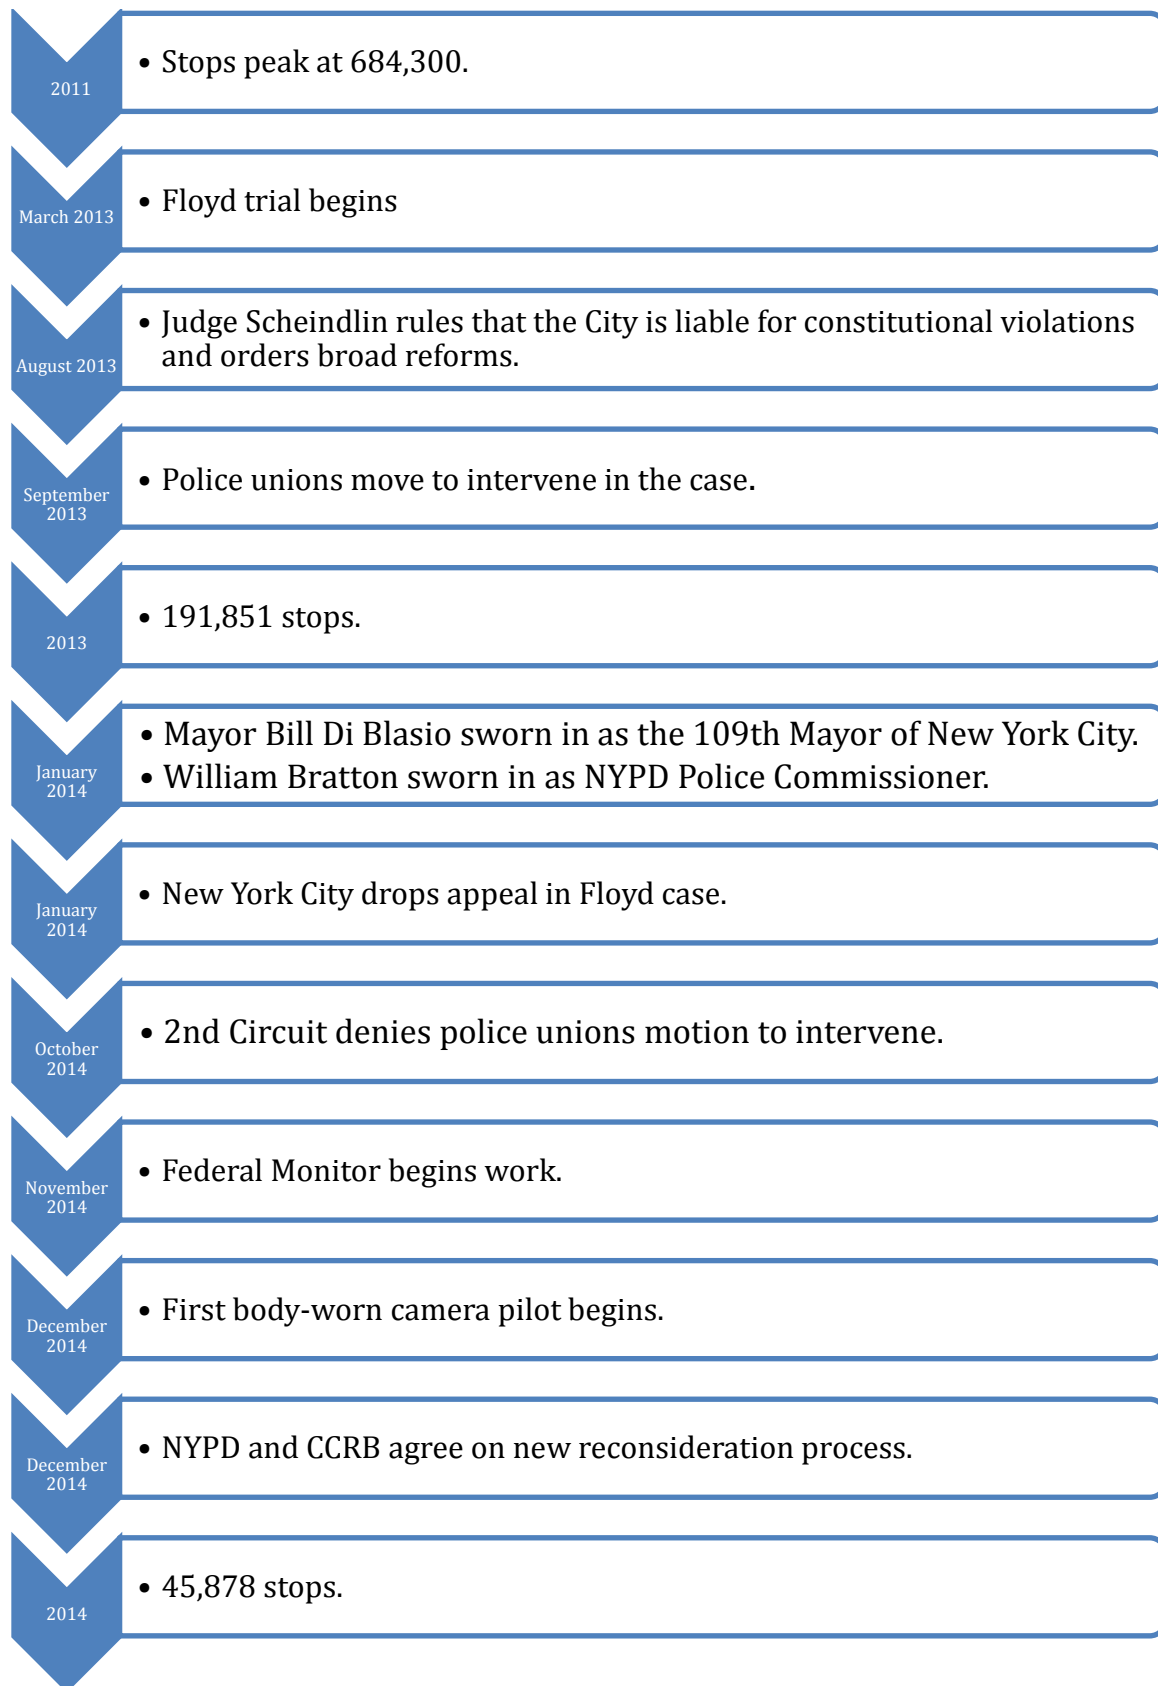 2011
• Stops peak at 684,300.
March 2013
• Floyd trial begins
August 2013
• Judge Scheindlin rules that the City is liable for constitutional violations
and orders broad reforms.
September
2013
• Police unions move to intervene in the case.
2013
• 191,851 stops.
January
2014
• Mayor Bill Di Blasio sworn in as the 109th Mayor of New York City.
• William Bratton sworn in as NYPD Police Commissioner.
January
2014
• New York City drops appeal in Floyd case.
October
2014
• 2nd Circuit denies police unions motion to intervene.
November
2014
• Federal Monitor begins work.
December
2014
• First body-worn camera pilot begins.
December
2014
• NYPD and CCRB agree on new reconsideration process.
2014
• 45,878 stops.